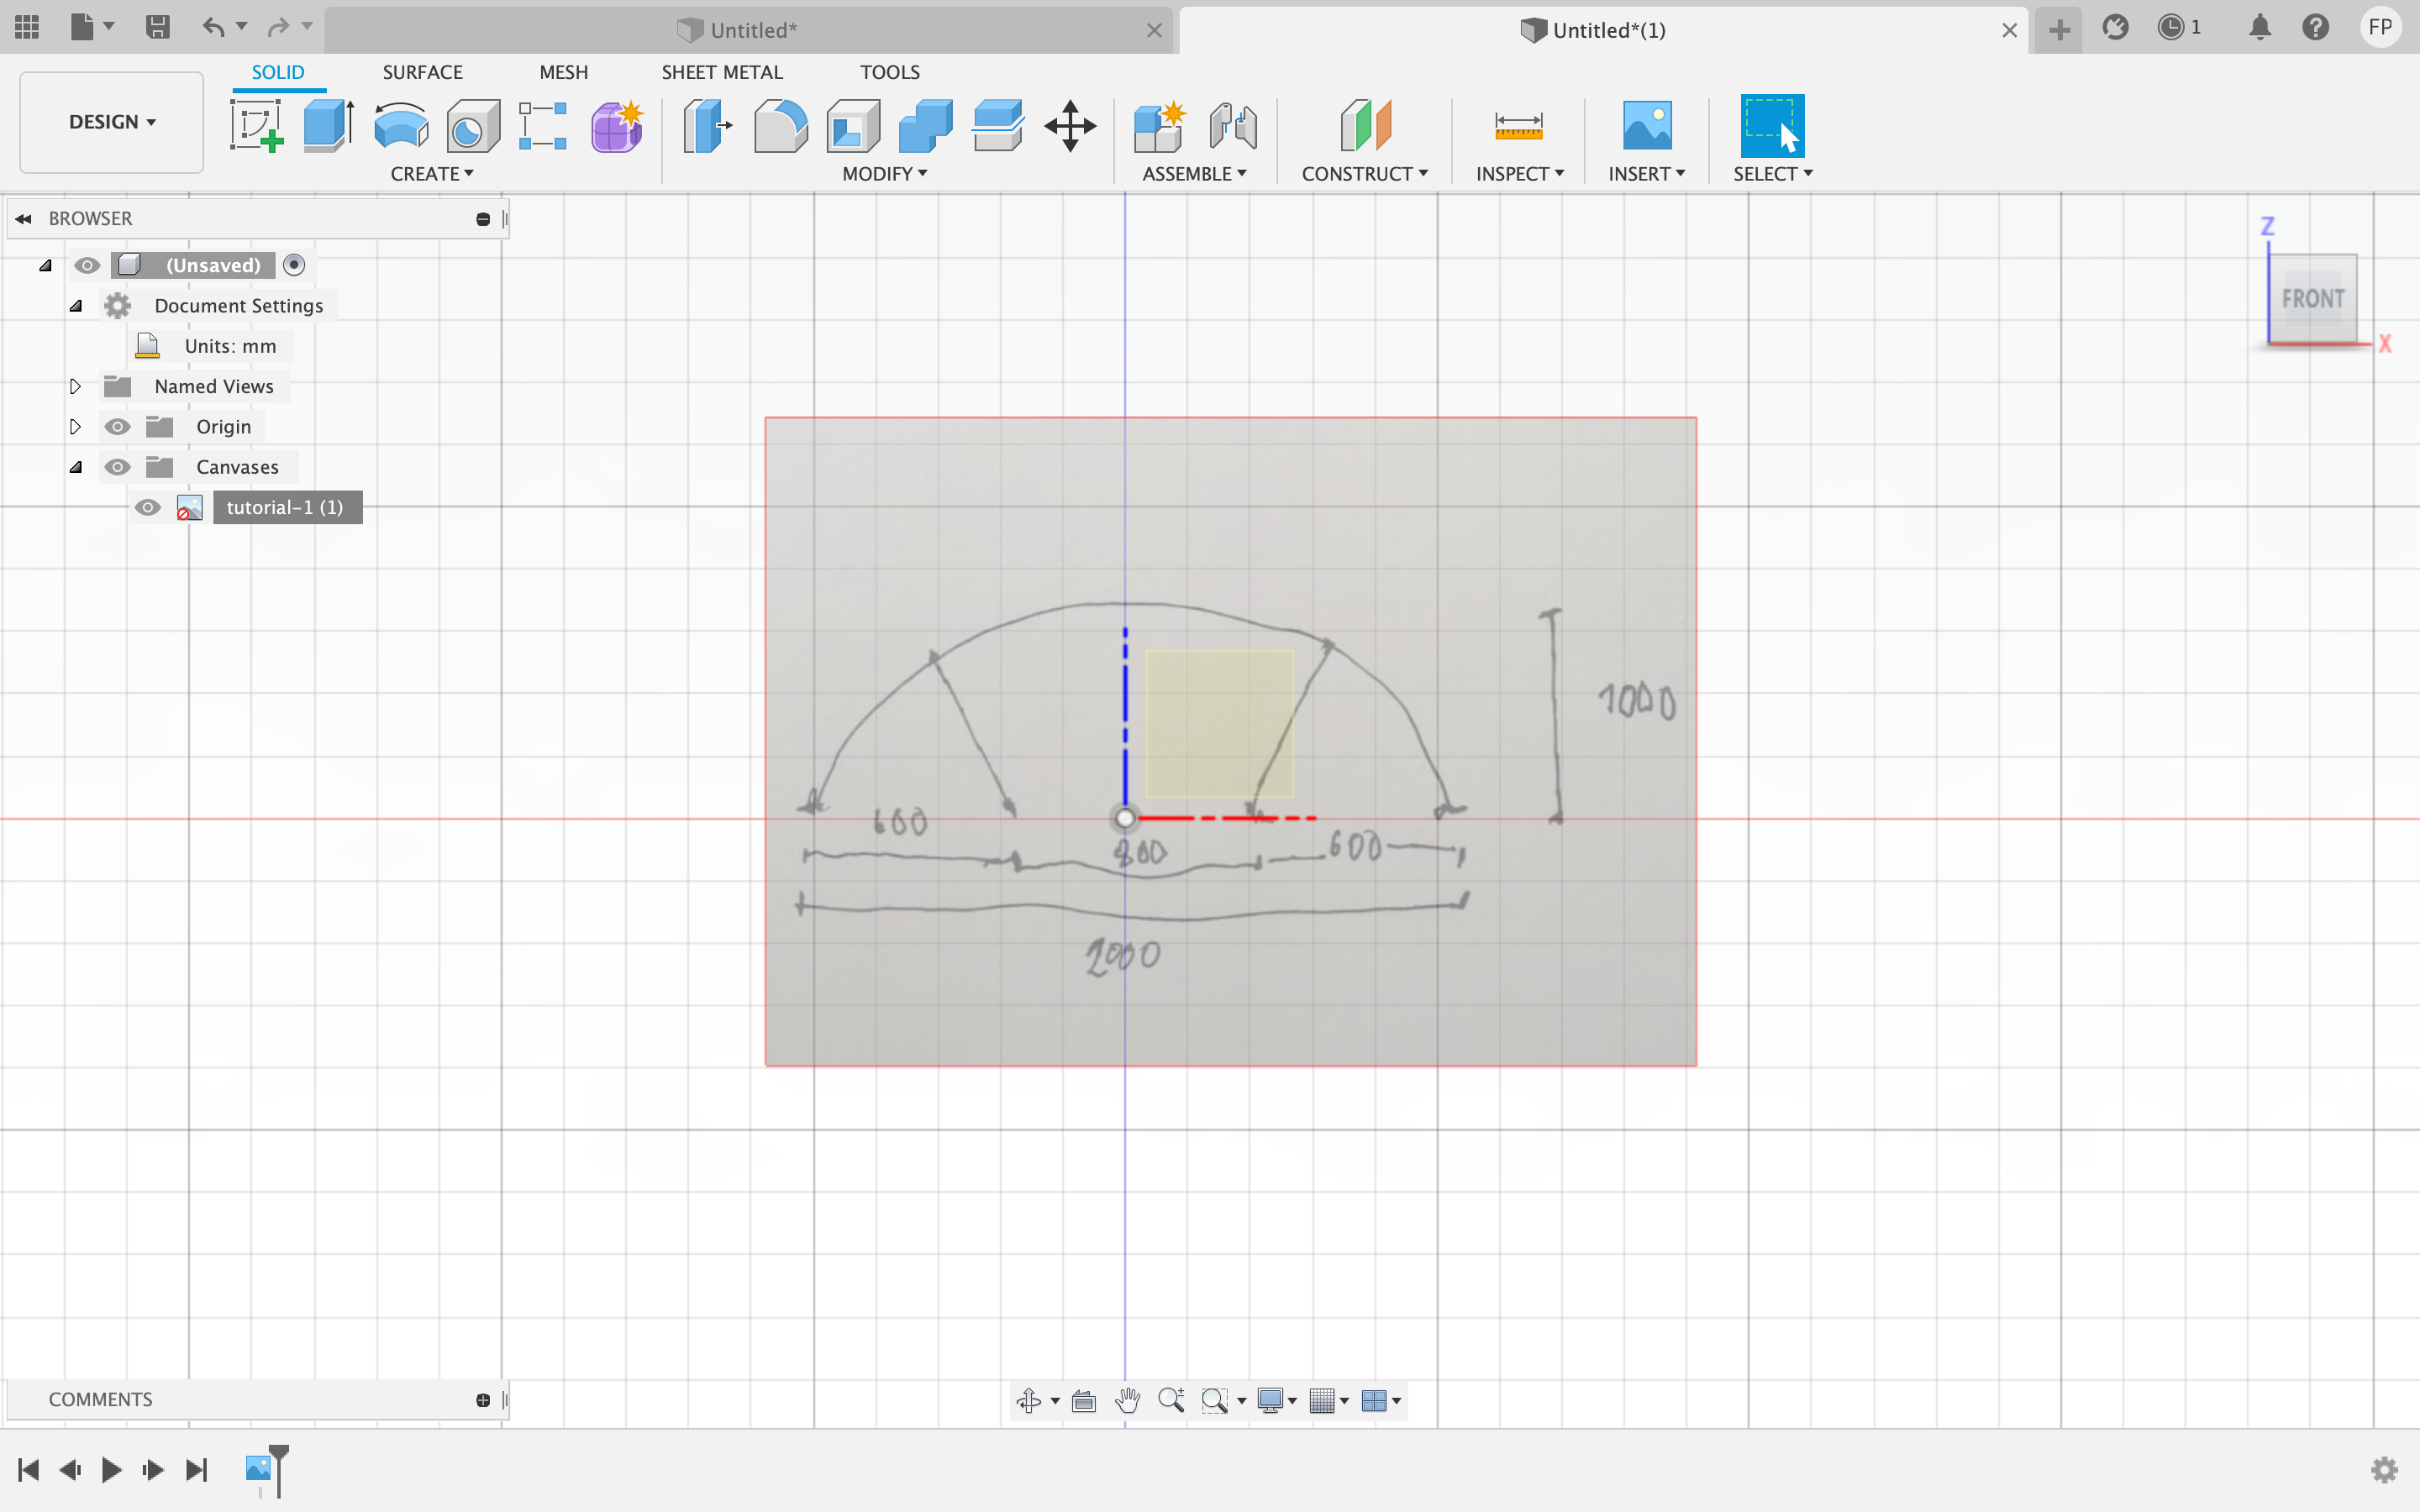 Untitled*
Untitled*(1)
1
FP
DESIGN
SOLID
SURFACE
MESH
SHEET METAL
TOOLS
CREATE
MODIFY
ASSEMBLE
CONSTRUCT
INSPECT
INSERT
SELECT
BROWSER
(Unsaved)
Document Settings
Units: mm
Named Views
Origin
Canvases
tutorial-1 (1)
Z
FRONT
X
1000
600
800
600
2000
COMMENTS